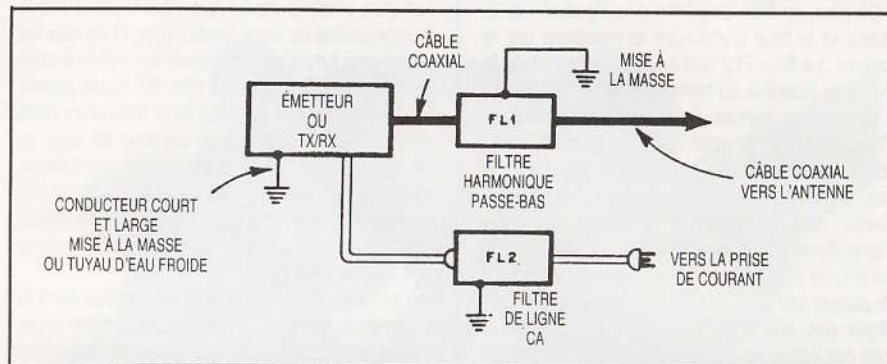 CÂBLE
COAXIAL
MISE À
LA MASSE
ÉMETTEUR
OU
TX/RX
FL1
FILTRE
HARMONIQUE
PASSE-BAS
CÂBLE COAXIAL
VERS L'ANTENNE
CONDUCTEUR COURT
ET LARGE
MISE À LA MASSE
OU TUYAU D'EAU FROIDE
FL2
VERS LA PRISE
DE COURANT
FILTRE
DE LIGNE
CA